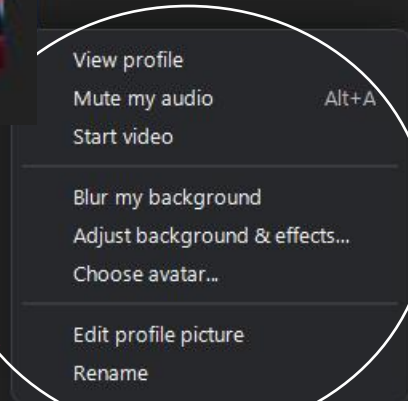 View profile
Mute my audio Alt+A
Start video
Blur my background
Adjust background & effects...
Choose avatar...
Edit profile picture
Rename